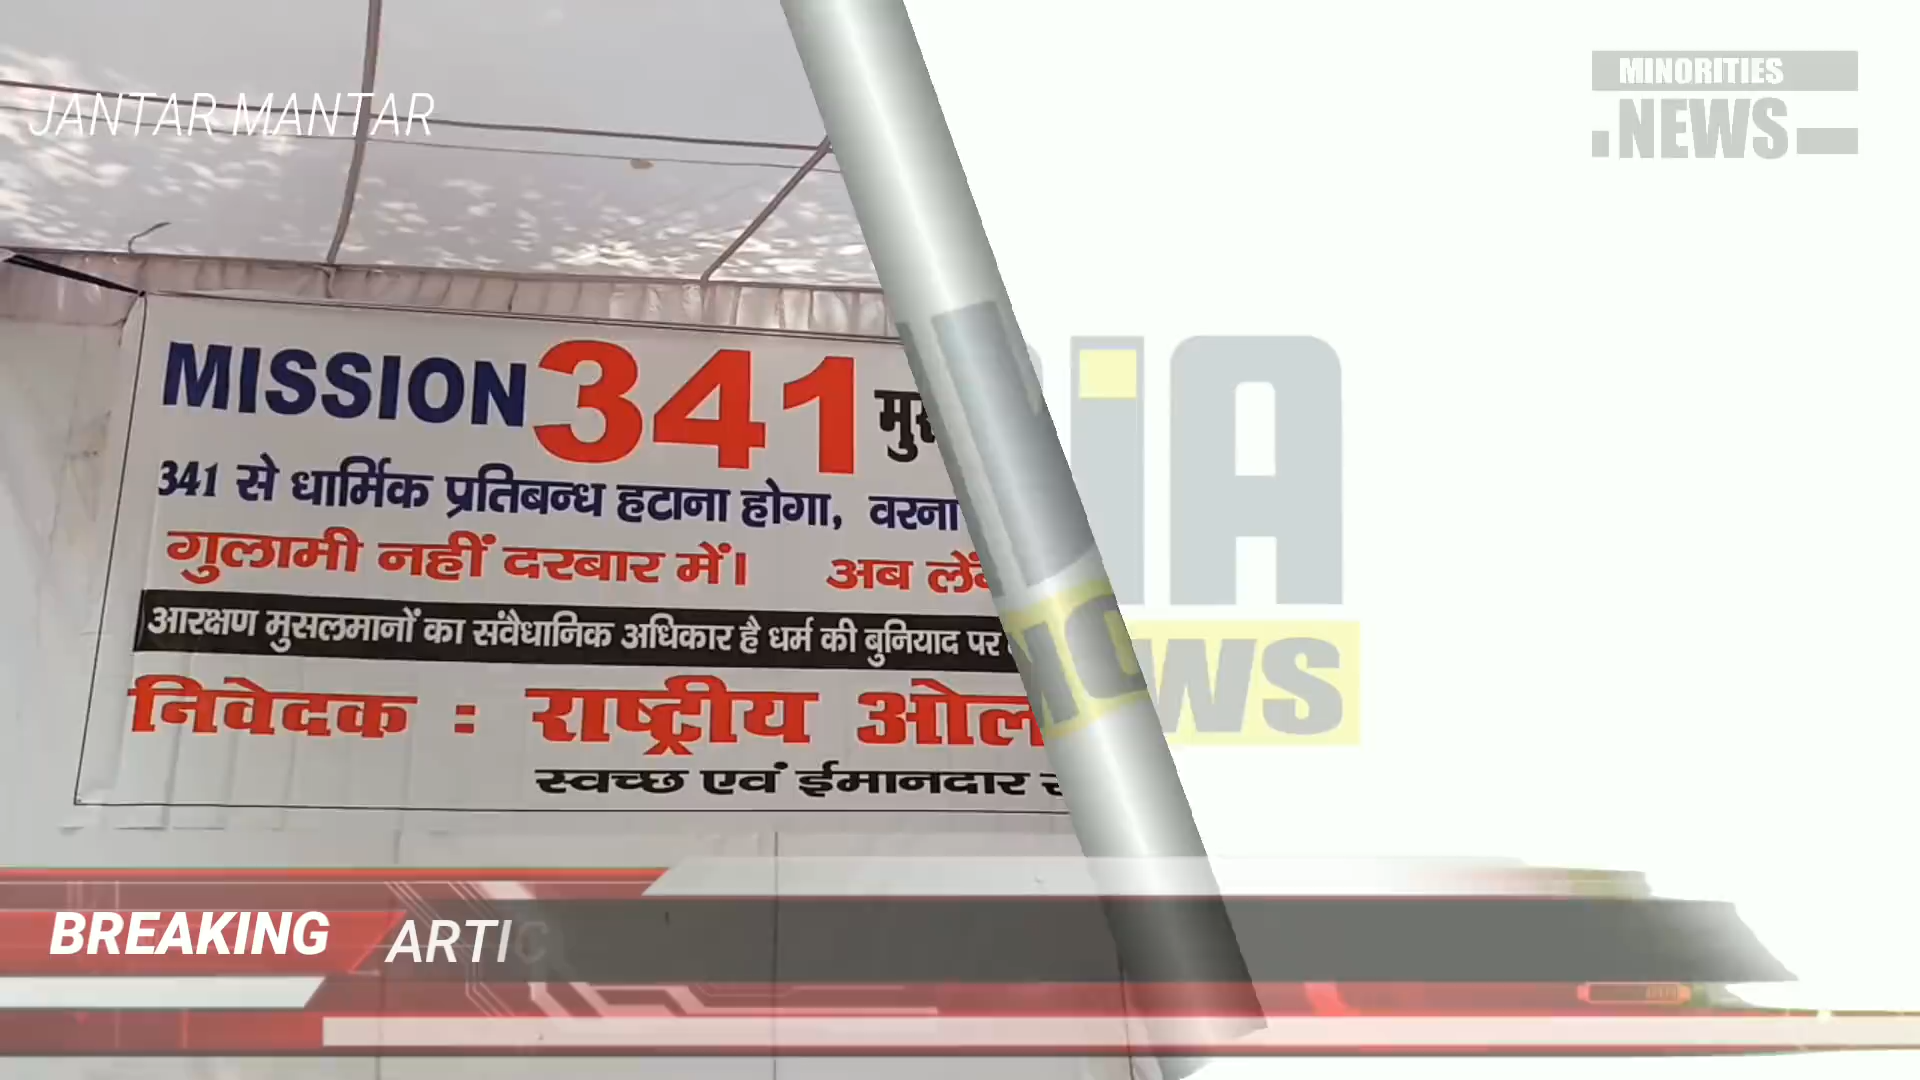 JANTAR MANTAR
MINORITIES
NEWS
MISSION 341
341 से धार्मिक प्रतिबन्ध हटाना होगा, वरना
गुलामी नहीं दरबार में। अब
आरक्षण मुसलमानों का संवैधानिक अधिकार है धर्म की बुनियाद पर
निवेदक : राष्ट्रीय
स्वच्छ एवं ईमानदार
BREAKING